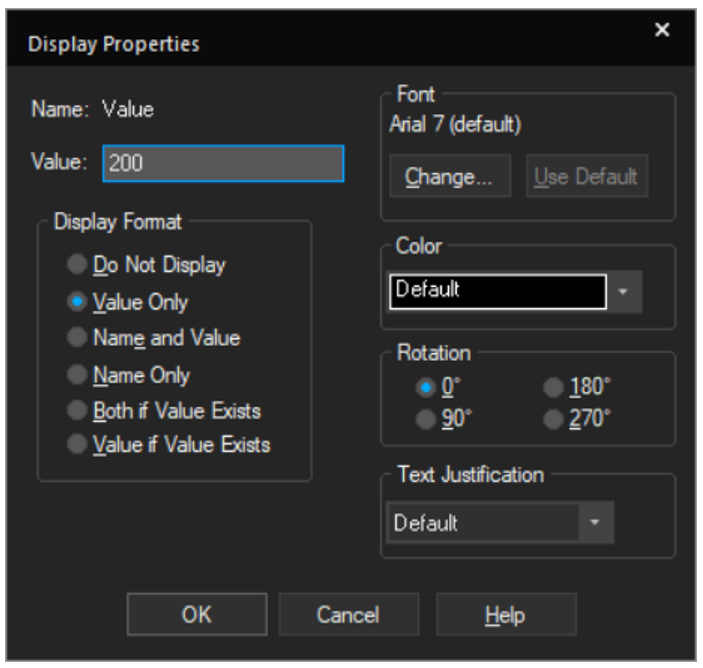 Display Properties
Name: Value
Value: 200
Display Format
Do Not Display
Value Only
Name and Value
Name Only
Both if Value Exists
Value if Value Exists
Font
Arial 7 (default)
Change... Use Default
Color
Default
Rotation
0° 180°
90° 270°
Text Justification
Default
OK Cancel Help